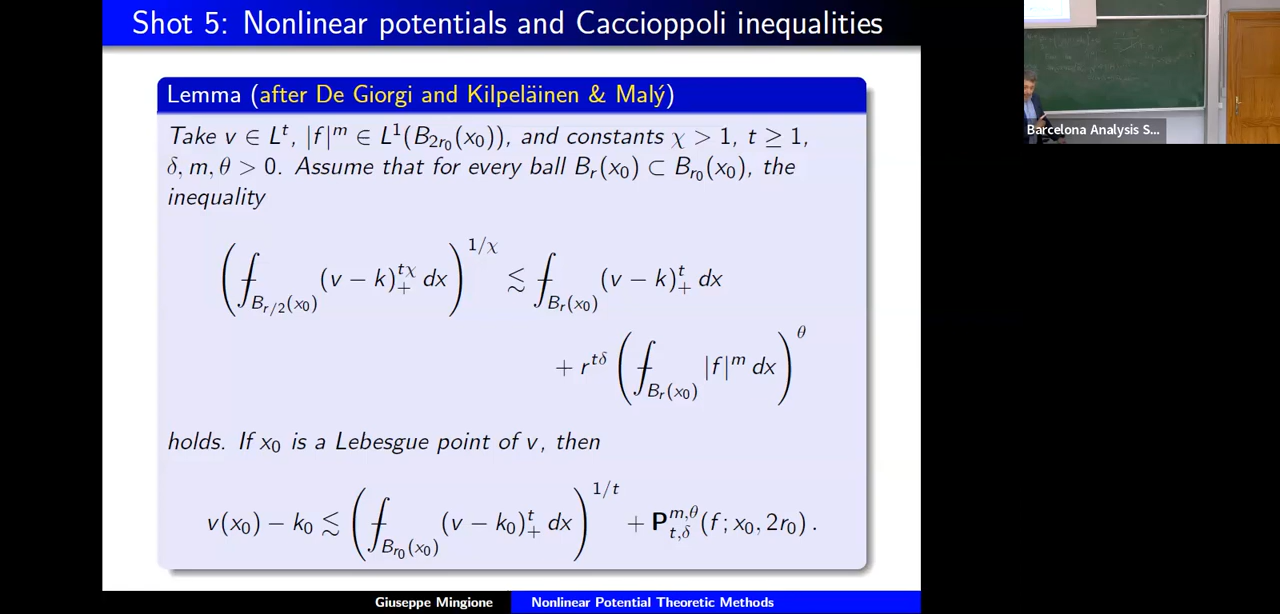 Shot 5: Nonlinear potentials and Caccioppoli inequalities
Lemma (after De Giorgi and Kilpeläinen & Malý)
Take v ∈ L^t, |f|^m ∈ L^1(B_{2r_0}(x_0)), and constants χ > 1, t ≥ 1,
δ, m, θ > 0. Assume that for every ball B_r(x_0) ⊂ B_{r_0}(x_0), the
inequality
(⨍_{B_{r/2}(x_0)} (v − k)_+^{tχ} dx)^{1/χ} ≲ ⨍_{B_r(x_0)} (v − k)_+^t dx
+ r^{tδ} (⨍_{B_r(x_0)} |f|^m dx)^θ
holds. If x_0 is a Lebesgue point of v, then
v(x_0) − k_0 ≲ (⨍_{B_{r_0}(x_0)} (v − k_0)_+^t dx)^{1/t} + P_{t,δ}^{m,θ}(f; x_0, 2r_0) .
Giuseppe Mingione Nonlinear Potential Theoretic Methods
Barcelona Analysis S...